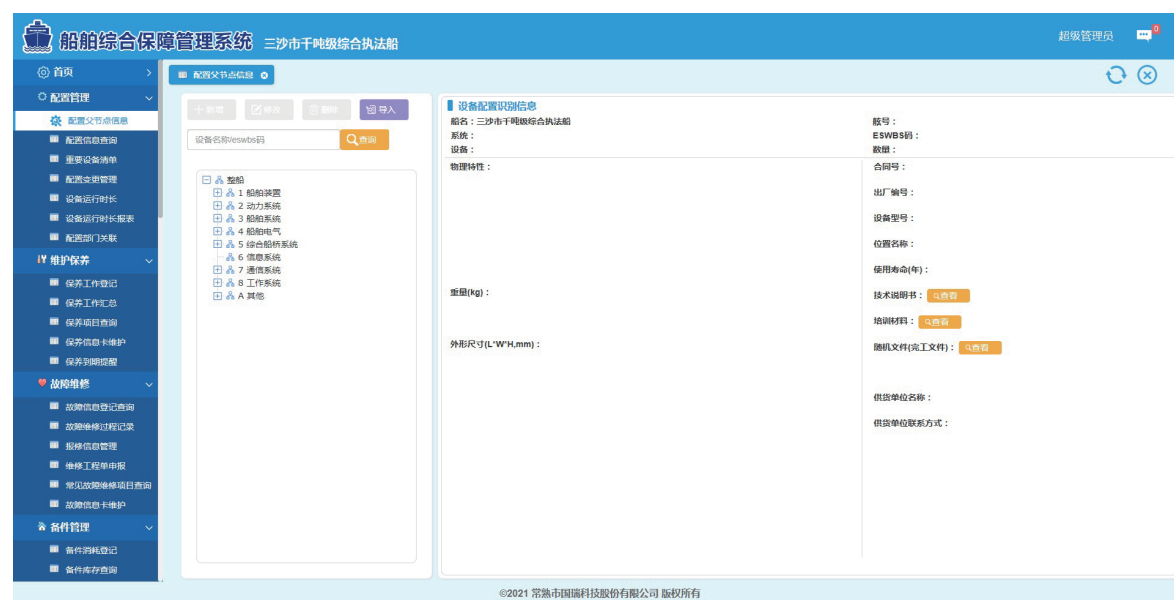 船舶综合保障管理系统 三沙市千吨级综合执法船
超级管理员 0
首页
配置管理
配置父节点信息
配置信息查询
重要设备清单
配置变更管理
设备运行时长
设备运行时长报表
配置部门关联
维护保养
保养工作登记
保养工作汇总
保养项目查询
保养信息卡维护
保养到期提醒
故障维修
故障信息登记查询
故障维修过程记录
报修信息管理
维修工程单申报
常见故障维修项目查询
故障信息卡维护
备件管理
备件消耗登记
备件库存查询
配置父节点信息
+ 新增 修改 删除 导入
设备名称/eswbs码 查询
整船
1 船舶装置
2 动力系统
3 船舶系统
4 船舶电气
5 综合船桥系统
6 信息系统
7 通信系统
8 工作系统
A 其他
设备配置识别信息
船名：三沙市千吨级综合执法船 舷号：
系统： ESWBS码：
设备： 数量：
物理特性： 合同号：
出厂编号：
设备型号：
位置名称：
使用寿命(年)：
重量(kg)： 技术说明书： 查看
培训材料： 查看
外形尺寸(L*W*H,mm)： 随机文件(完工文件)： 查看
供货单位名称：
供货单位联系方式：
©2021 常熟市国瑞科技股份有限公司 版权所有